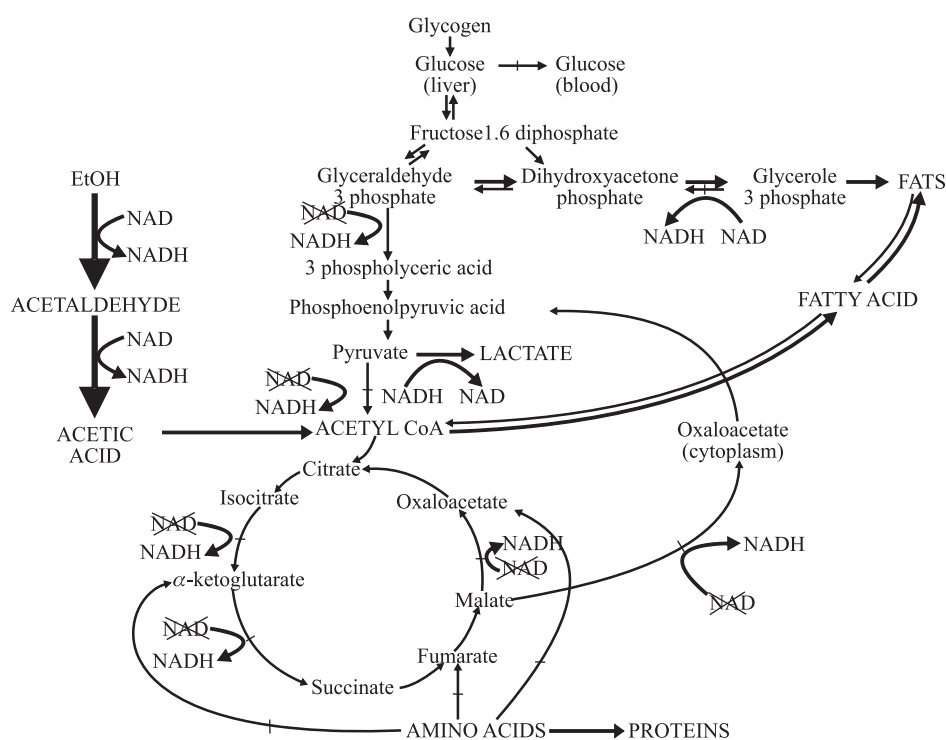 Glycogen
Glucose
(liver)
Glucose
(blood)
Fructose1.6 diphosphate
Glyceraldehyde
3 phosphate
Dihydroxyacetone
phosphate
Glycerole
3 phosphate
FATS
EtOH
NAD
NADH
NAD
NADH
NADH
NAD
ACETALDEHYDE
3 phospholyceric acid
FATTY ACID
Phosphoenolpyruvic acid
NAD
NADH
Pyruvate
LACTATE
NAD
NADH
NADH
NAD
ACETIC
ACID
ACETYL CoA
Oxaloacetate
(cytoplasm)
Citrate
Isocitrate
Oxaloacetate
NAD
NADH
NADH
NAD
NADH
NAD
α-ketoglutarate
Malate
NAD
NADH
Fumarate
Succinate
AMINO ACIDS
PROTEINS